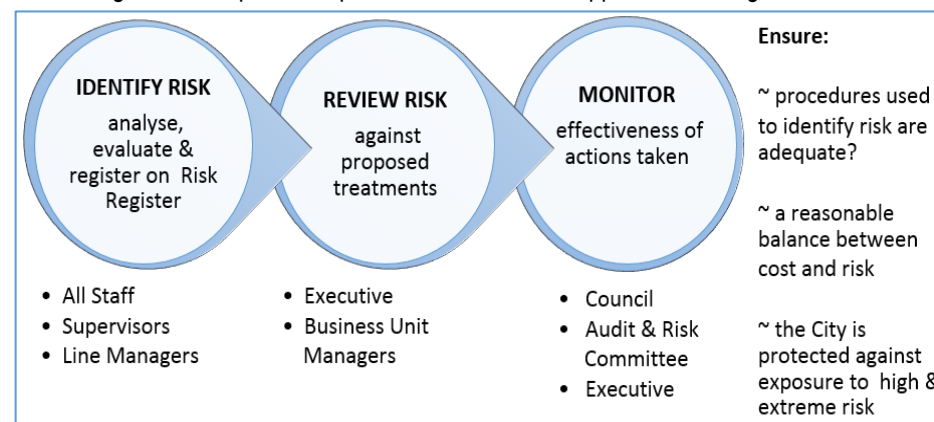 IDENTIFY RISK
analyse,
evaluate &
register on Risk
Register
• All Staff
• Supervisors
• Line Managers
REVIEW RISK
against
proposed
treatments
• Executive
• Business Unit
Managers
MONITOR
effectiveness of
actions taken
• Council
• Audit & Risk
Committee
• Executive
Ensure:
~ procedures used
to identify risk are
adequate?
~ a reasonable
balance between
cost and risk
~ the City is
protected against
exposure to high &
extreme risk